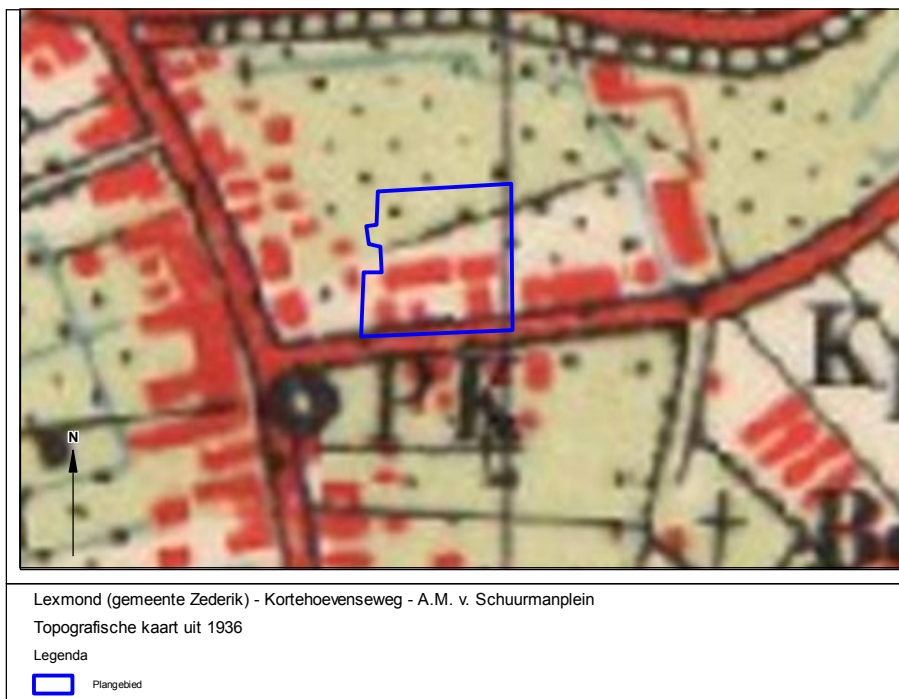 P K
K
N
B
Lexmond (gemeente Zederik) - Kortehoevenseweg - A.M. v. Schuurmanplein
Topografische kaart uit 1936
Legenda
Plangebied